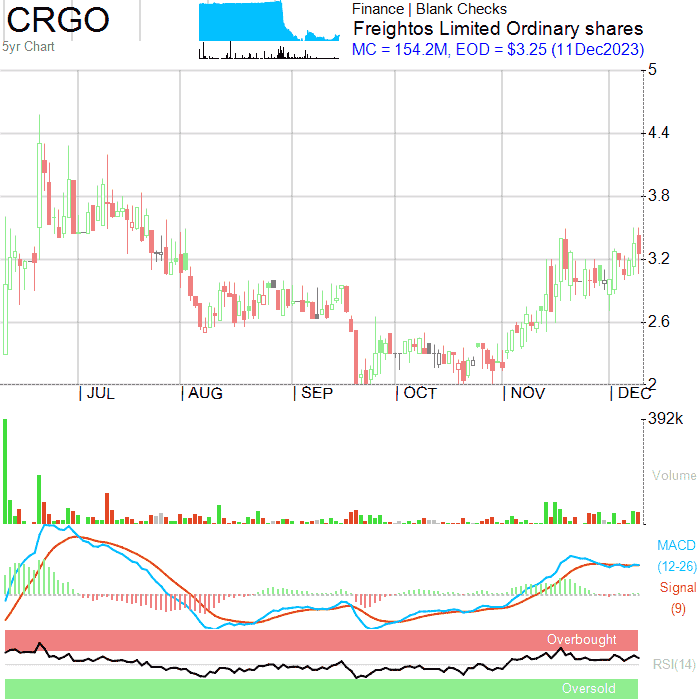 CRGO
5yr Chart
Finance | Blank Checks
Freightos Limited Ordinary shares
MC = 154.2M, EOD = $3.25 (11Dec2023)
5
4.4
3.8
3.2
2.6
2
| JUL | AUG | SEP | OCT | NOV | DEC
392k
Volume
MACD
(12-26)
Signal
(9)
Overbought
RSI(14)
Oversold